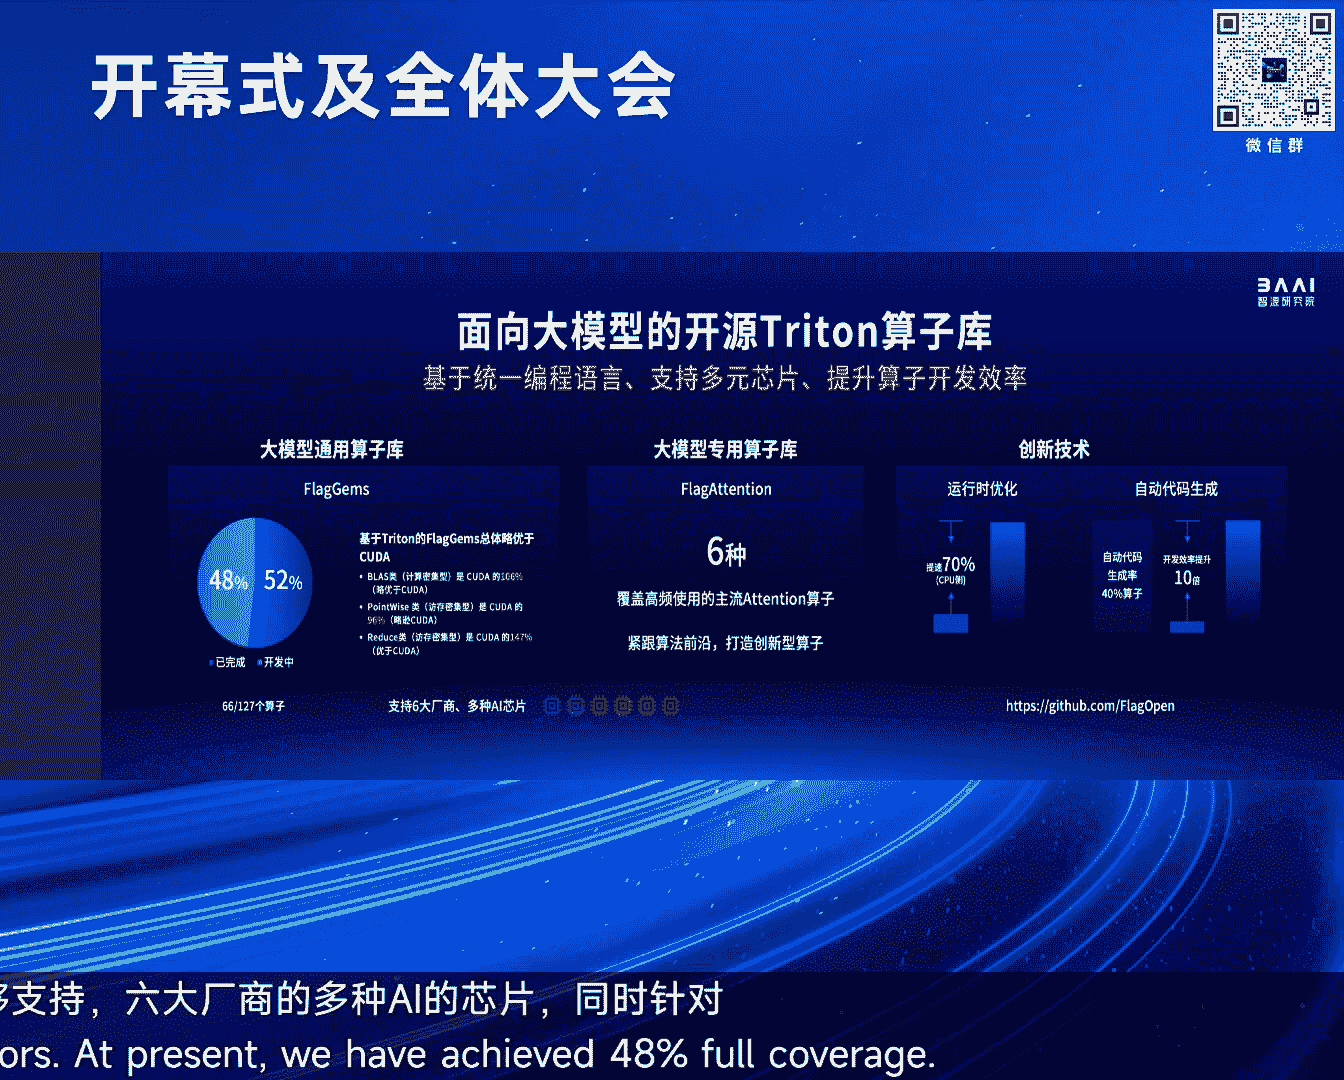 开幕式及全体大会
微信群
BAAI
智源研究院
面向大模型的开源Triton算子库
基于统一编程语言、支持多元芯片、提升算子开发效率
大模型通用算子库
FlagGems
48% 52%
已完成 开发中
66/127个算子
基于Triton的FlagGems总体略优于
CUDA
• BLAS类（计算密集型）是 CUDA 的106%
（略优于CUDA）
• PointWise 类（访存密集型）是 CUDA 的
96%（略逊CUDA）
• Reduce类（访存密集型）是 CUDA 的147%
（优于CUDA）
支持6大厂商、多种AI芯片
大模型专用算子库
FlagAttention
6种
覆盖高频使用的主流Attention算子
紧跟算法前沿，打造创新型算子
创新技术
运行时优化
提速70%
(CPU侧)
自动代码生成
自动代码
生成率
40%算子
开发效率提升
10倍
https://github.com/FlagOpen
支持，六大厂商的多种AI的芯片，同时针对
ors. At present, we have achieved 48% full coverage.